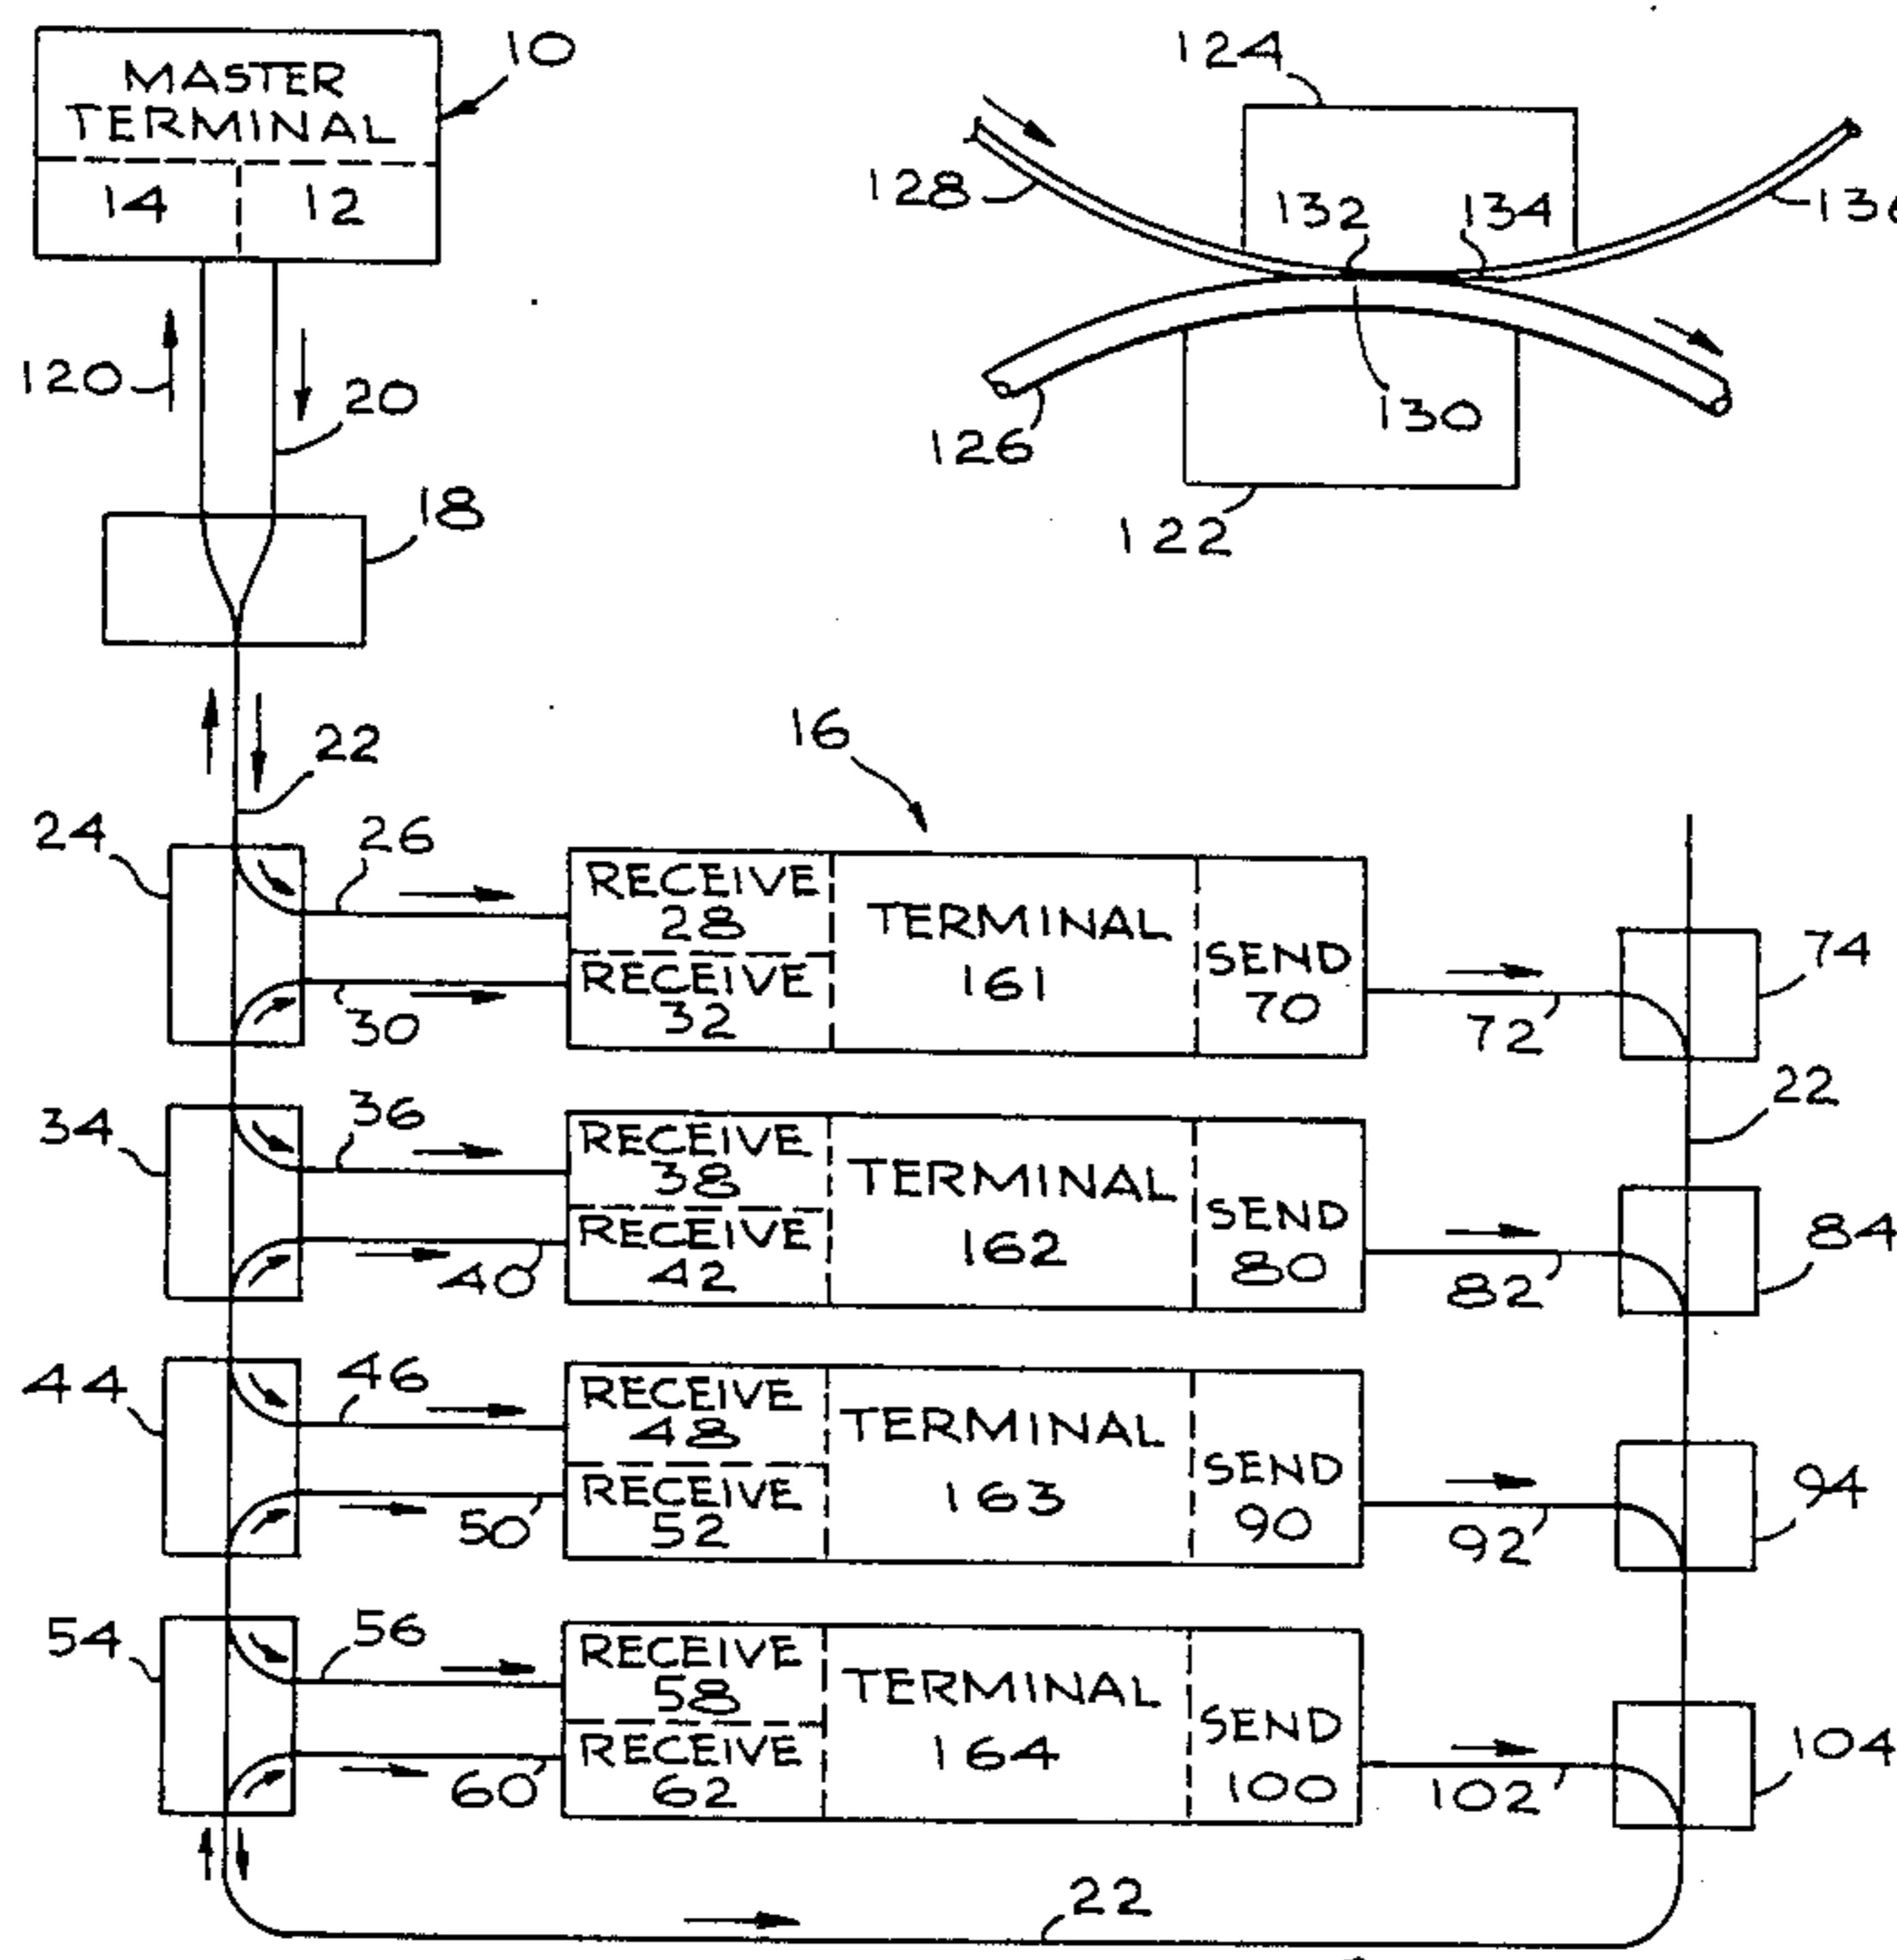 MASTER
TERMINAL
14
12
10
120
20
18
22
124
128
132
134
126
130
122
16
24
26
30
RECEIVE
28
RECEIVE
32
TERMINAL
161
SEND
70
72
74
22
34
36
40
RECEIVE
38
RECEIVE
42
TERMINAL
162
SEND
80
82
84
44
46
50
RECEIVE
48
RECEIVE
52
TERMINAL
163
SEND
90
92
94
54
56
60
RECEIVE
58
RECEIVE
62
TERMINAL
164
SEND
100
102
104
22